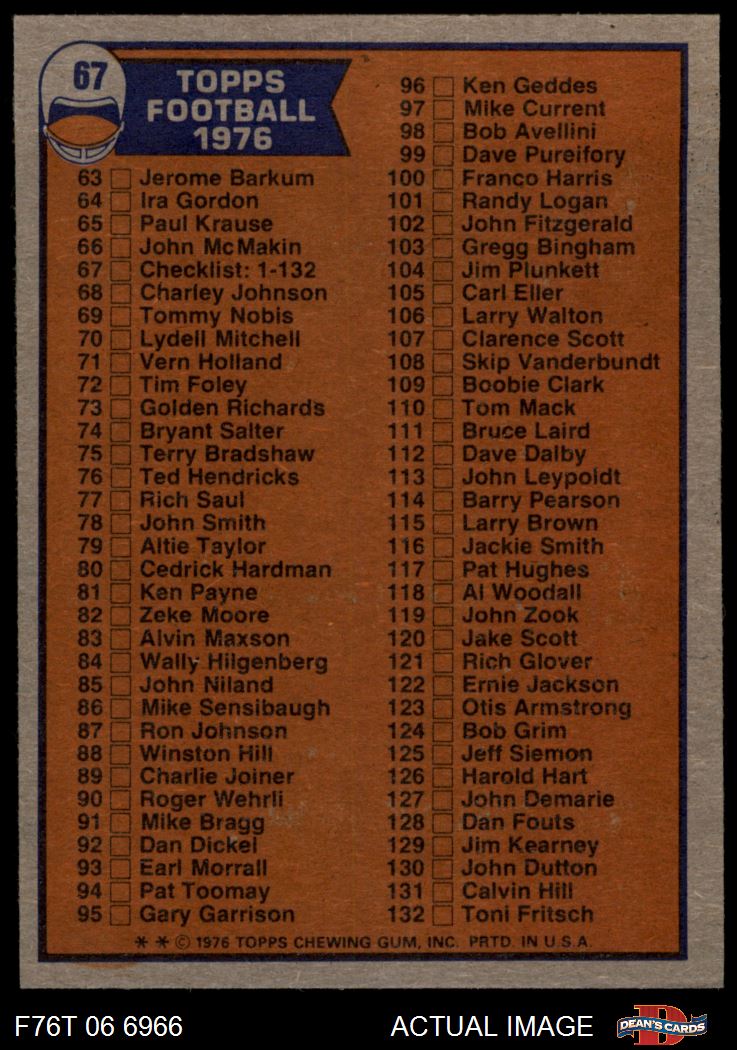 67
TOPPS
FOOTBALL
1976
63 Jerome Barkum
64 Ira Gordon
65 Paul Krause
66 John McMakin
67 Checklist: 1-132
68 Charley Johnson
69 Tommy Nobis
70 Lydell Mitchell
71 Vern Holland
72 Tim Foley
73 Golden Richards
74 Bryant Salter
75 Terry Bradshaw
76 Ted Hendricks
77 Rich Saul
78 John Smith
79 Altie Taylor
80 Cedrick Hardman
81 Ken Payne
82 Zeke Moore
83 Alvin Maxson
84 Wally Hilgenberg
85 John Niland
86 Mike Sensibaugh
87 Ron Johnson
88 Winston Hill
89 Charlie Joiner
90 Roger Wehrli
91 Mike Bragg
92 Dan Dickel
93 Earl Morrall
94 Pat Toomay
95 Gary Garrison
96 Ken Geddes
97 Mike Current
98 Bob Avellini
99 Dave Pureifory
100 Franco Harris
101 Randy Logan
102 John Fitzgerald
103 Gregg Bingham
104 Jim Plunkett
105 Carl Eller
106 Larry Walton
107 Clarence Scott
108 Skip Vanderbundt
109 Boobie Clark
110 Tom Mack
111 Bruce Laird
112 Dave Dalby
113 John Leypoldt
114 Barry Pearson
115 Larry Brown
116 Jackie Smith
117 Pat Hughes
118 Al Woodall
119 John Zook
120 Jake Scott
121 Rich Glover
122 Ernie Jackson
123 Otis Armstrong
124 Bob Grim
125 Jeff Siemon
126 Harold Hart
127 John Demarie
128 Dan Fouts
129 Jim Kearney
130 John Dutton
131 Calvin Hill
132 Toni Fritsch
* * © 1976 TOPPS CHEWING GUM, INC. PRTD. IN U.S.A.
F76T 06 6966
ACTUAL IMAGE
D
DEAN'S CARDS